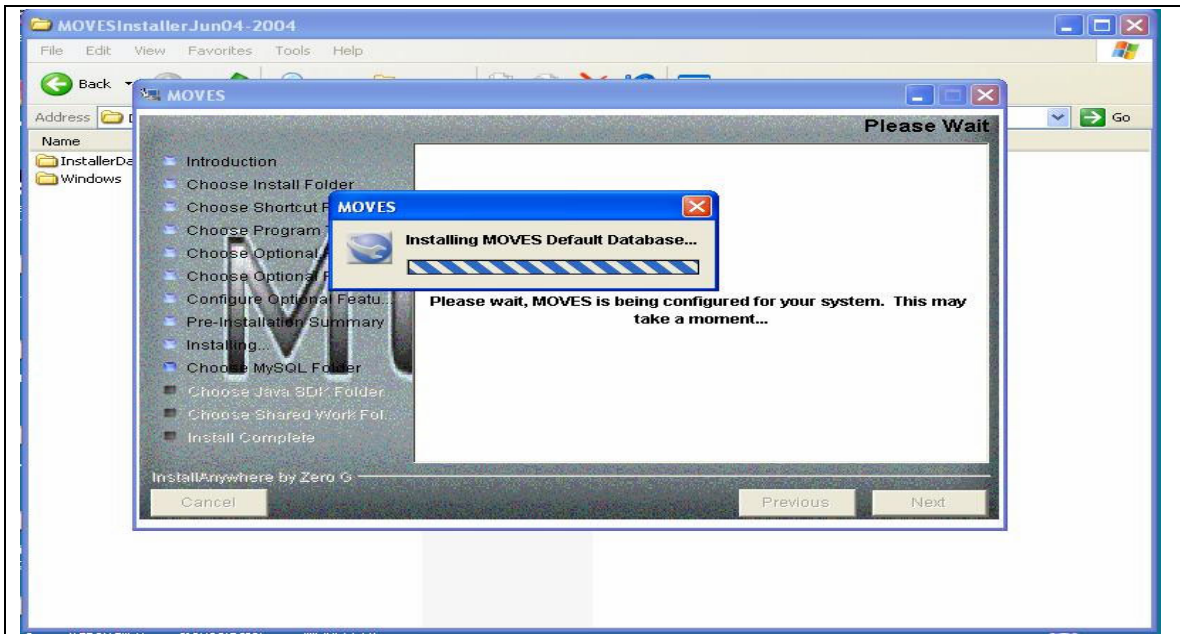 MOVESInstallerJun04-2004
File Edit View Favorites Tools Help
Back
MOVES
Address
Go
Please Wait
Name
InstallerDa
Windows
Introduction
Choose Install Folder
Choose Shortcut F
Choose Program
Choose Optional
Choose Optional F
Configure Optional Featu...
Pre-Installation Summary
Installing...
Choose MySQL Folder
Choose Java SDK Folder
Choose Shared Work Fol...
Install Complete
MOVES
Installing MOVES Default Database...
Please wait, MOVES is being configured for your system. This may
take a moment...
InstallAnywhere by Zero G
Cancel
Previous
Next